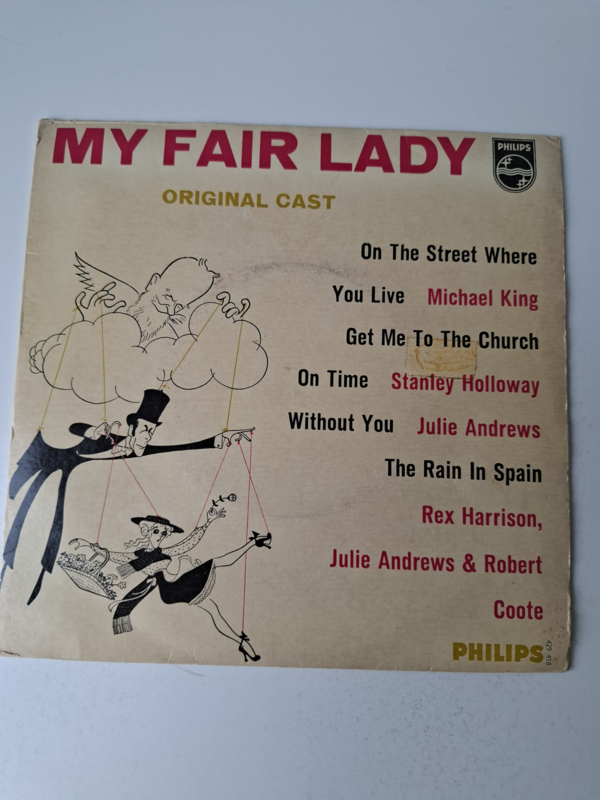 MY FAIR LADY
PHILIPS
ORIGINAL CAST
On The Street Where
You Live Michael King
Get Me To The Church
On Time Stanley Holloway
Without You Julie Andrews
The Rain In Spain
Rex Harrison,
Julie Andrews & Robert
Coote
PHILIPS
429 418